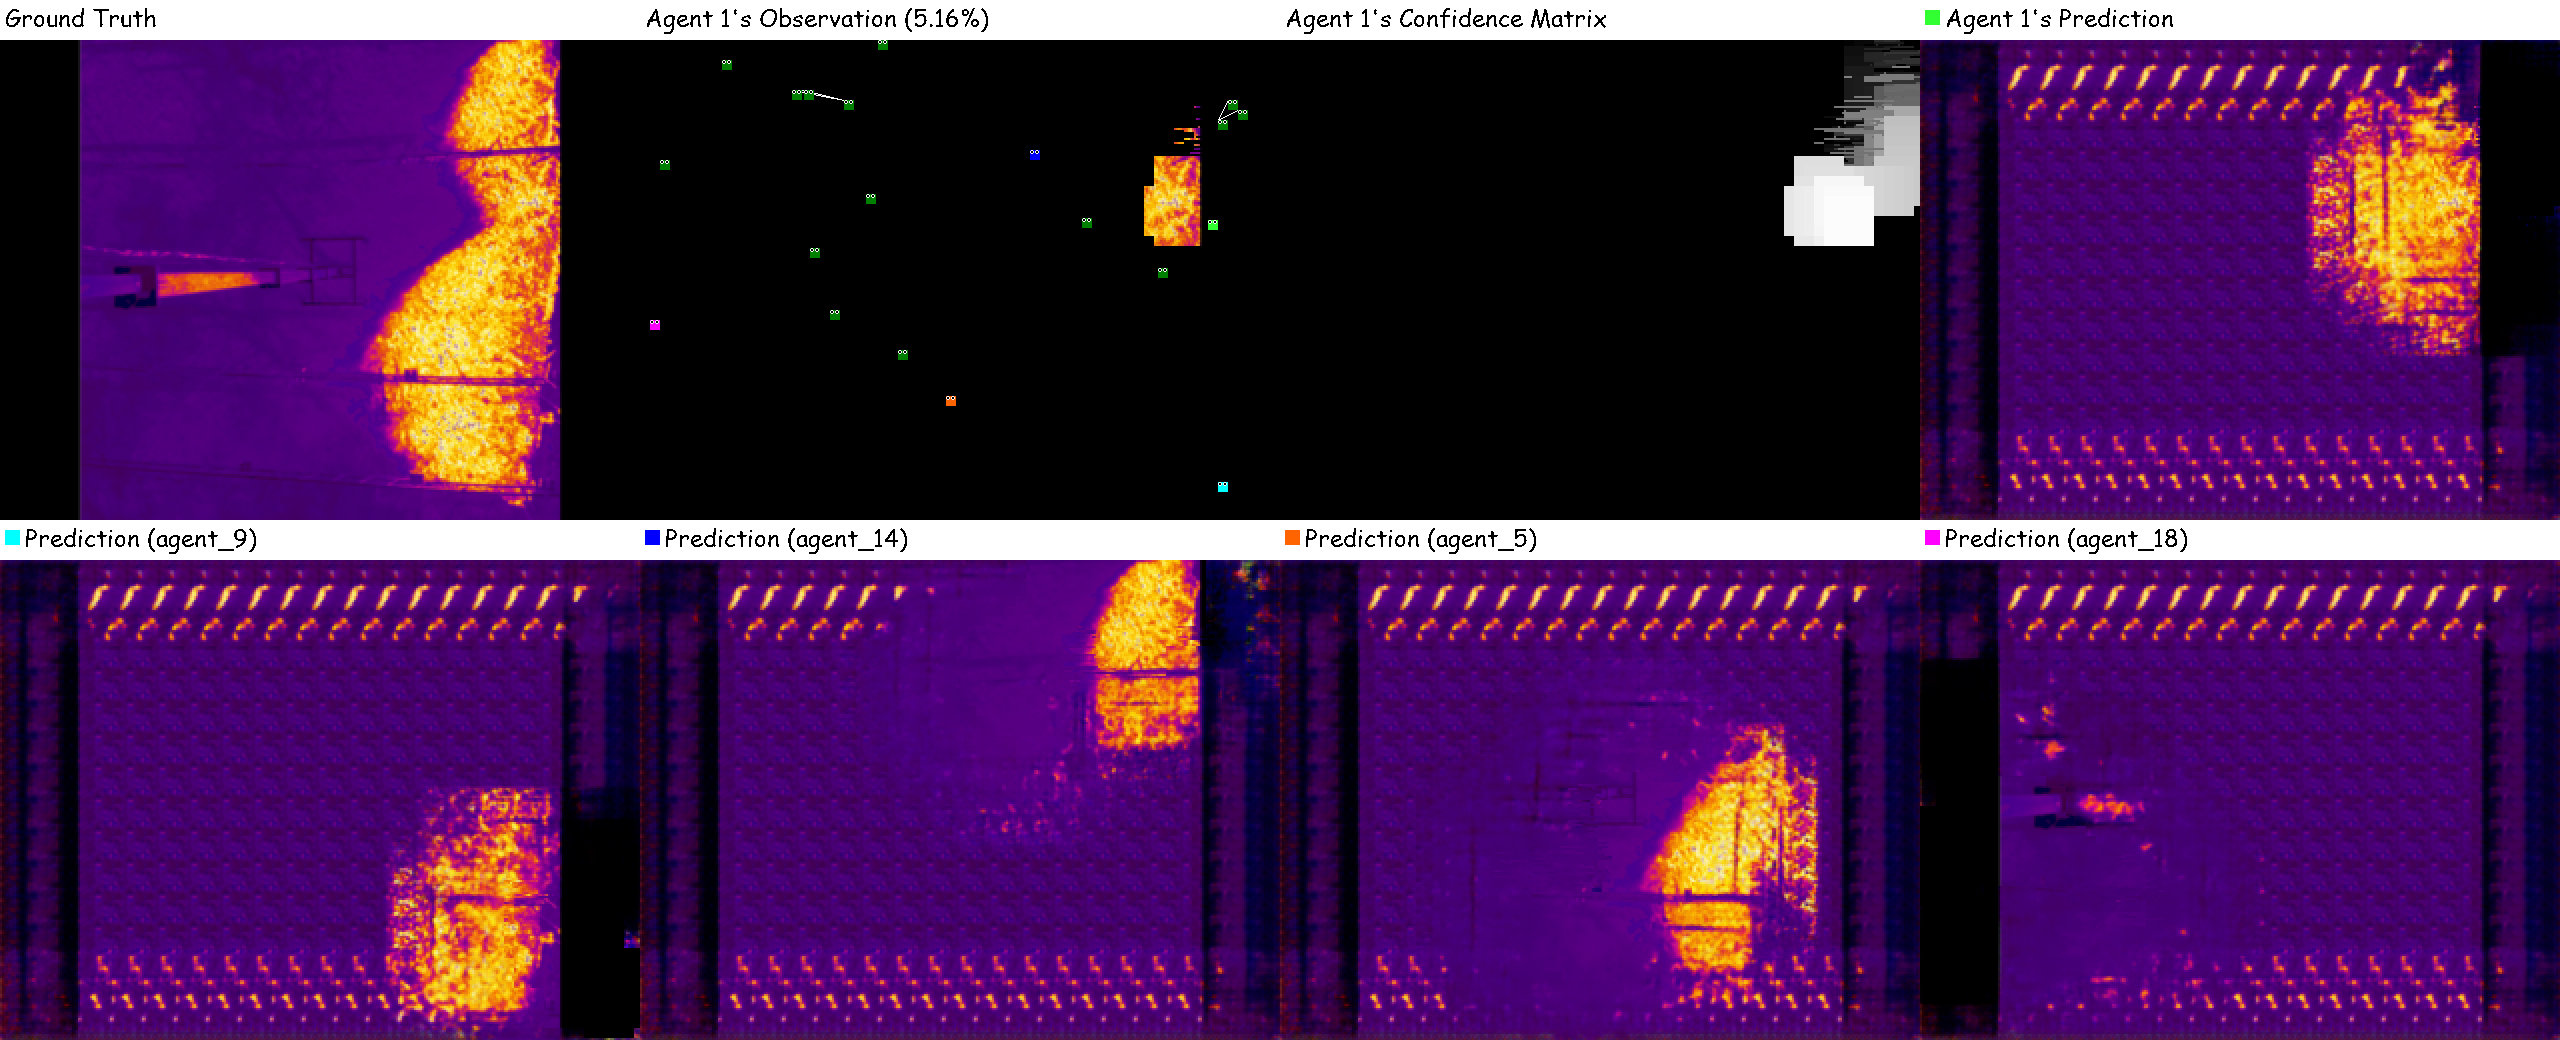 Ground Truth
Agent 1's Observation (5.16%)
Agent 1's Confidence Matrix
Agent 1's Prediction
Prediction (agent_9)
Prediction (agent_14)
Prediction (agent_5)
Prediction (agent_18)